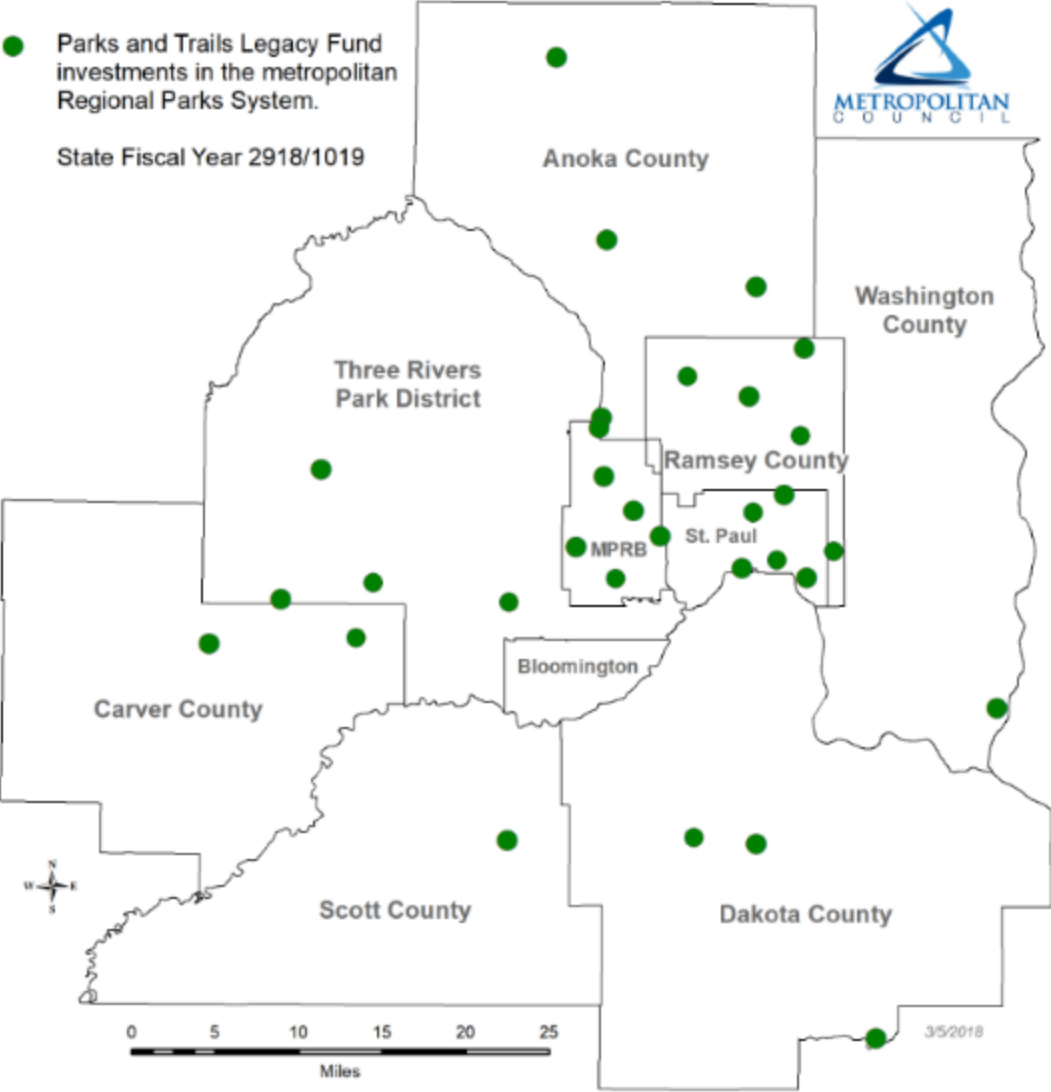 Parks and Trails Legacy Fund
investments in the metropolitan
Regional Parks System.
State Fiscal Year 2918/1019
METROPOLITAN
COUNCIL
Anoka County
Washington
County
Three Rivers
Park District
Ramsey County
MPRB
St. Paul
Bloomington
Carver County
N
W E
S
Scott County
Dakota County
0 5 10 15 20 25
Miles
3/5/2018